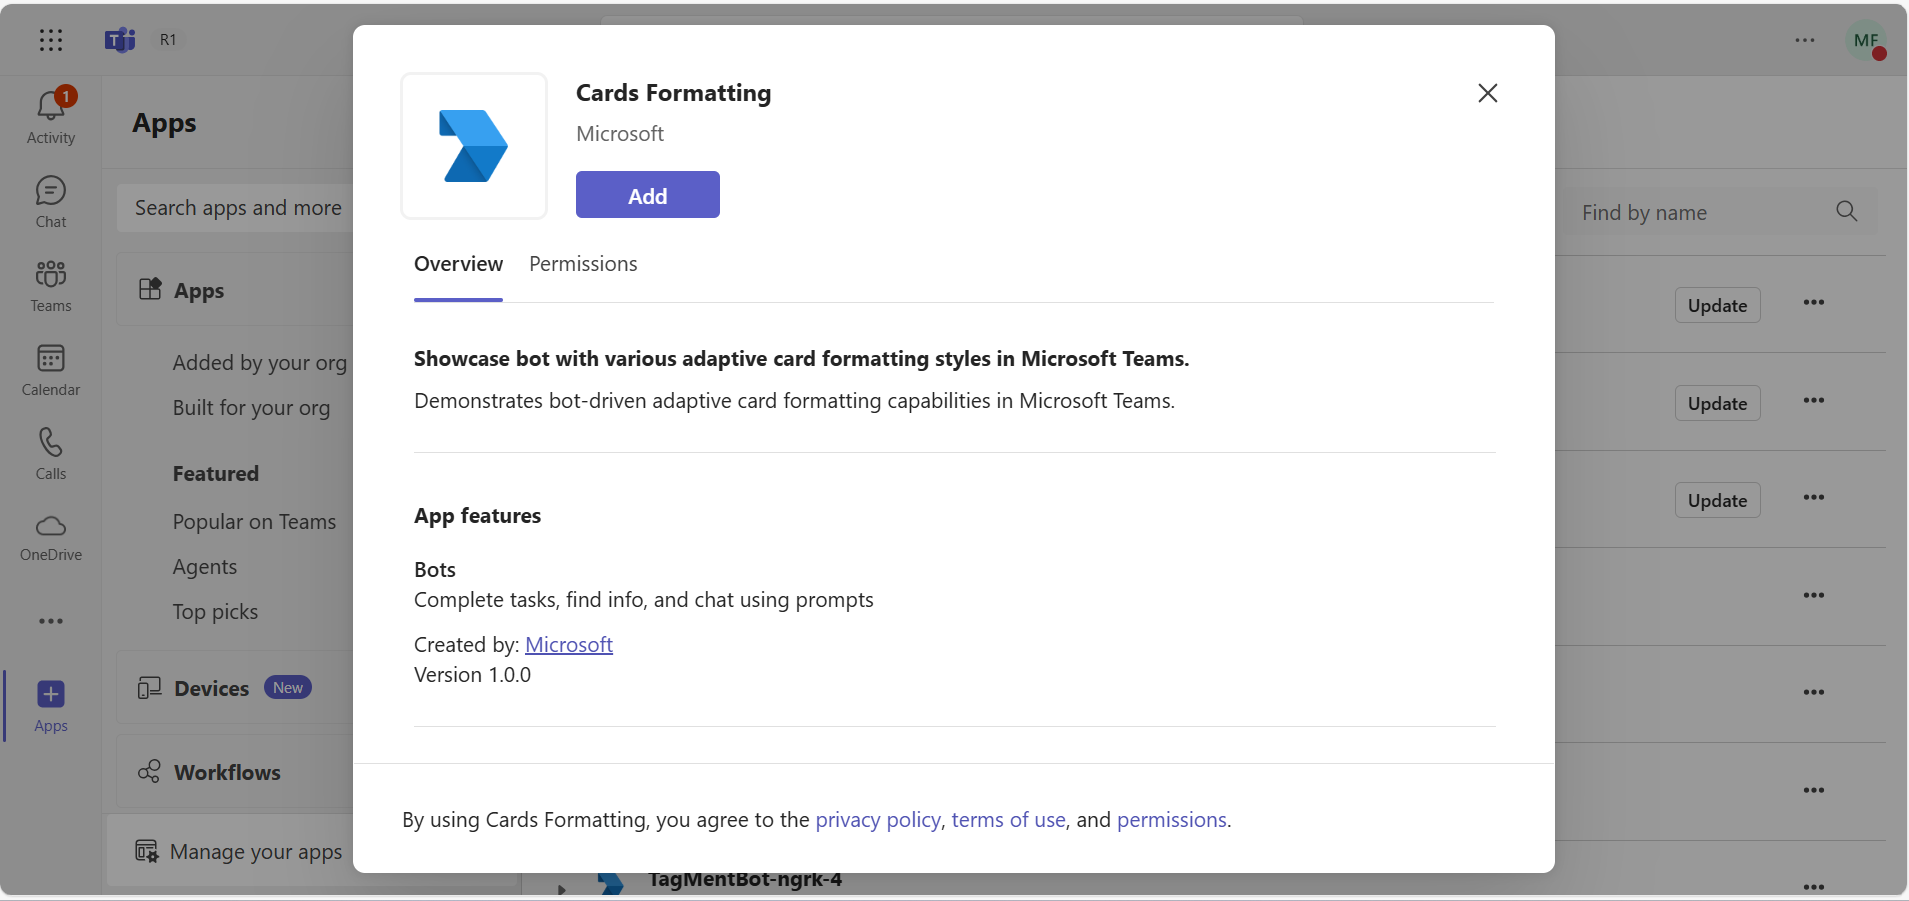 R1
MF
1
Activity
Chat
Teams
Calendar
Calls
OneDrive
Apps
Apps
Search apps and more
Apps
Added by your org
Built for your org
Featured
Popular on Teams
Agents
Top picks
Devices New
Workflows
Manage your apps
Cards Formatting
Microsoft
Add
Overview Permissions
Showcase bot with various adaptive card formatting styles in Microsoft Teams.
Demonstrates bot-driven adaptive card formatting capabilities in Microsoft Teams.
App features
Bots
Complete tasks, find info, and chat using prompts
Created by: Microsoft
Version 1.0.0
By using Cards Formatting, you agree to the privacy policy, terms of use, and permissions.
Find by name
Update
Update
Update
TagMentBot-ngrk-4